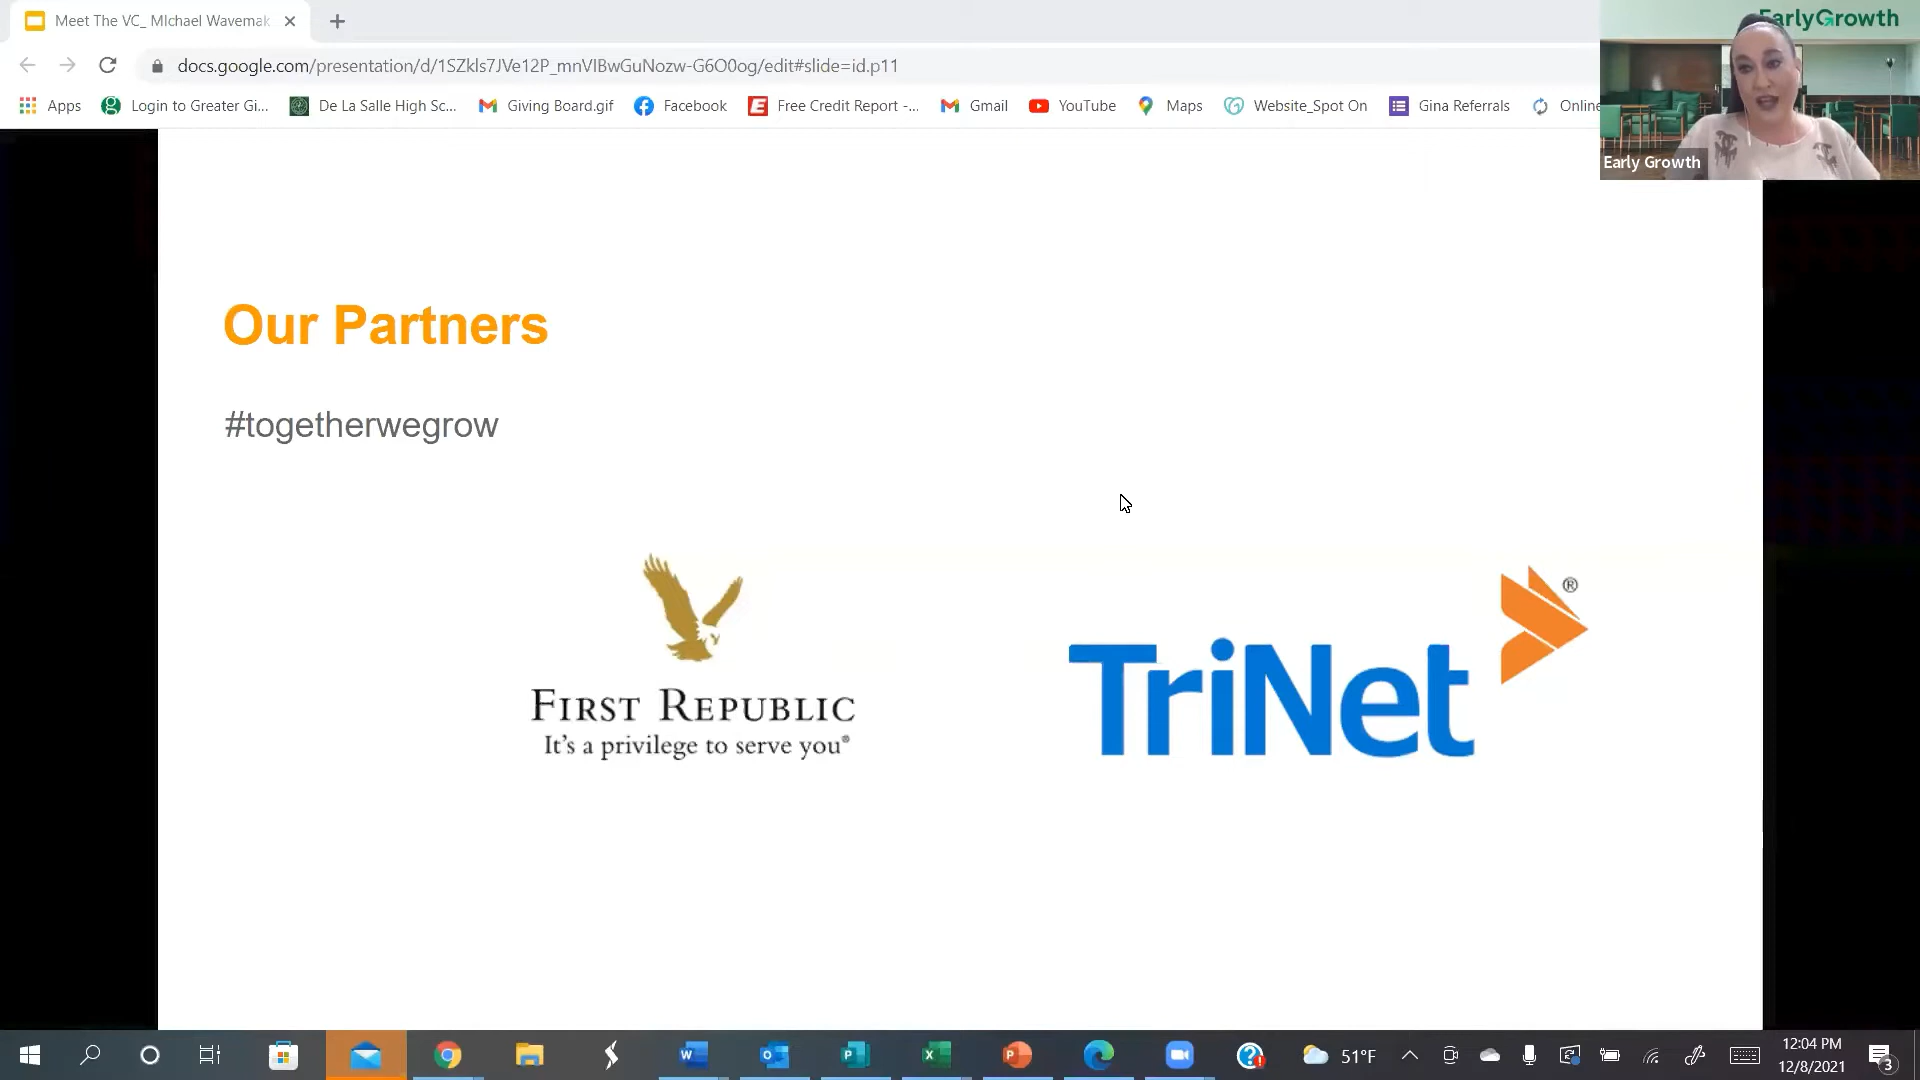 Meet The VC_ MIchael Wavemak
EarlyGrowth
docs.google.com/presentation/d/1SZkls7JVe12P_mnVIBwGuNozw-G6O0og/edit#slide=id.p11
Apps
Login to Greater Gi...
De La Salle High Sc...
Giving Board.gif
Facebook
Free Credit Report -...
Gmail
YouTube
Maps
Website_Spot On
Gina Referrals
Online
Early Growth
Our Partners
#togetherwegrow
FIRST REPUBLIC
It's a privilege to serve you®
TriNet®
51°F
12:04 PM
12/8/2021
3